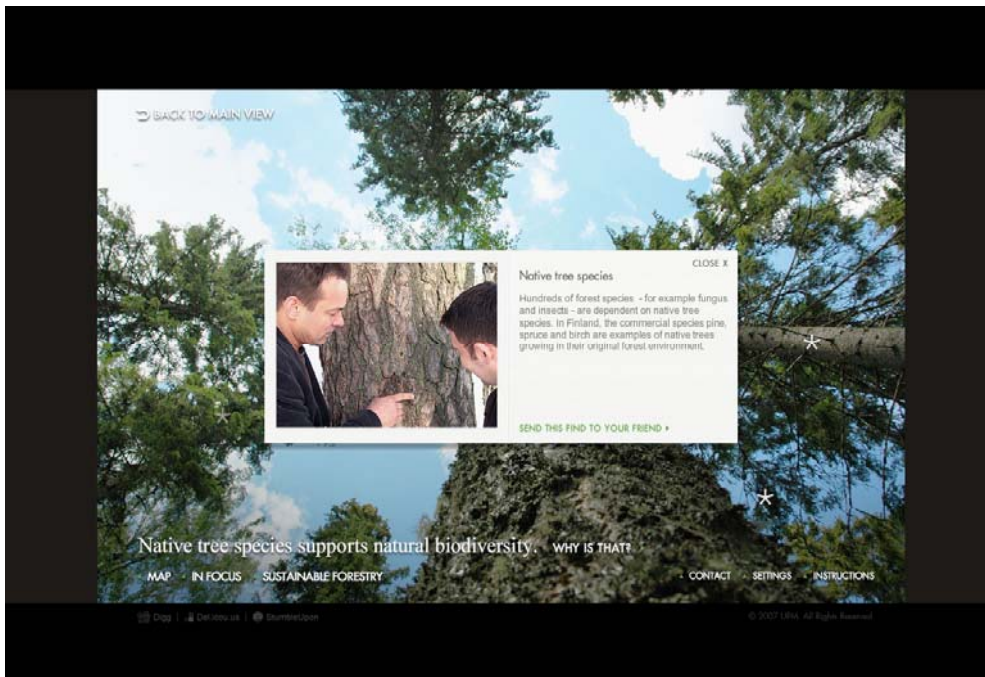 BACK TO MAIN VIEW
CLOSE X
Native tree species
Hundreds of forest species - for example fungus
and insects - are dependent on native tree
species. In Finland, the commercial species pine,
spruce and birch are examples of native trees
growing in their original forest environment.
SEND THIS FIND TO YOUR FRIEND
Native tree species supports natural biodiversity. WHY IS THAT?
MAP IN FOCUS SUSTAINABLE FORESTRY CONTACT SETTINGS INSTRUCTIONS
Digg | Del.icio.us | StumbleUpon © 2007 UPM. All Rights Reserved